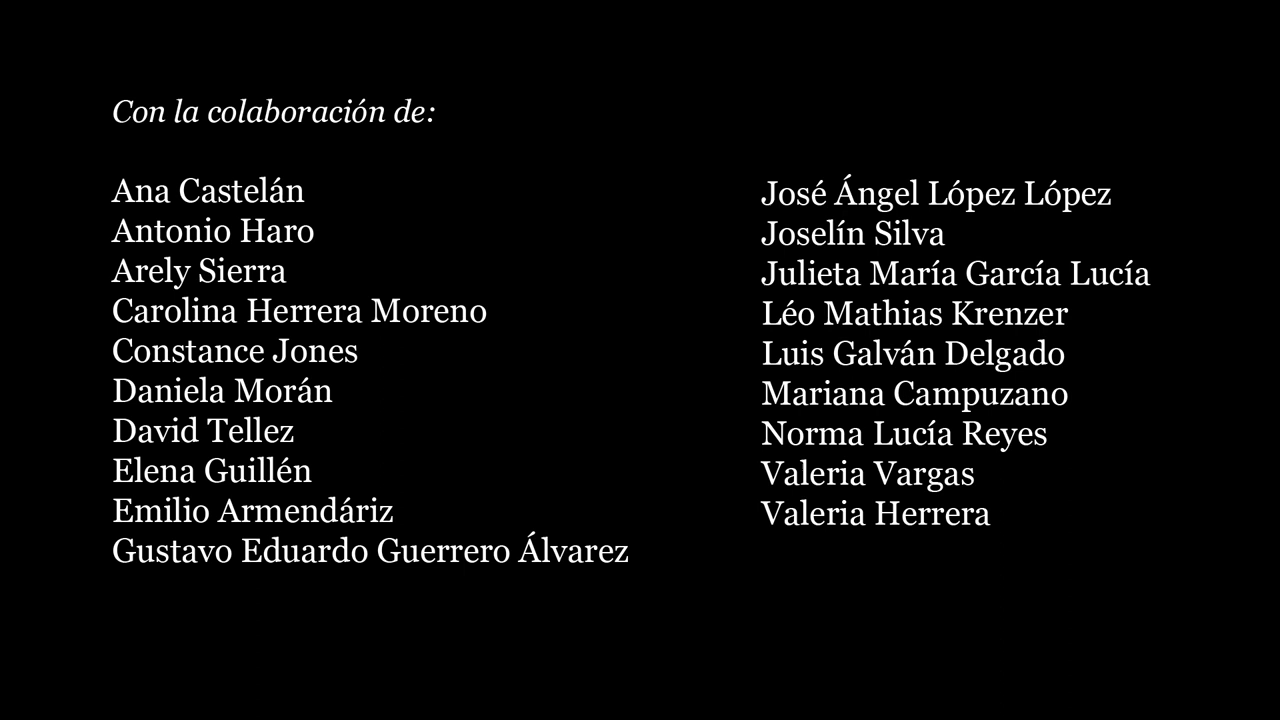 Con la colaboración de:
Ana Castelán
Antonio Haro
Arely Sierra
Carolina Herrera Moreno
Constance Jones
Daniela Morán
David Tellez
Elena Guillén
Emilio Armendáriz
Gustavo Eduardo Guerrero Álvarez
José Ángel López López
Joselín Silva
Julieta María García Lucía
Léo Mathias Krenzer
Luis Galván Delgado
Mariana Campuzano
Norma Lucía Reyes
Valeria Vargas
Valeria Herrera